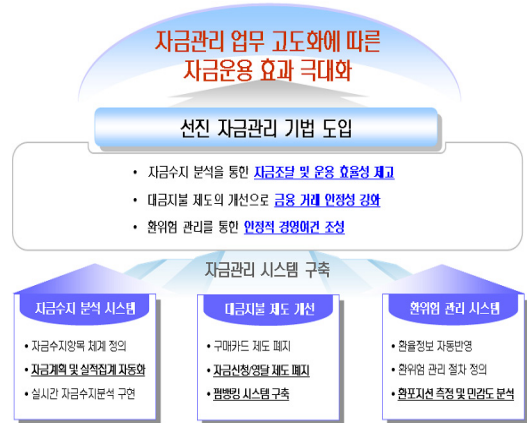 자금관리 업무 고도화에 따른
자금운용 효과 극대화
선진 자금관리 기법 도입
• 자금수지 분석을 통한 자금조달 및 운용 효율성 제고
• 대금지불 제도의 개선으로 금융 거래 안정성 강화
• 환위험 관리를 통한 안정적 경영여건 조성
자금관리 시스템 구축
자금수지 분석 시스템
• 자금수지항목 체계 정의
• 자금계획 및 실적집계 자동화
• 실시간 자금수지분석 구현
대금지불 제도 개선
• 구매카드 제도 폐지
• 자금신청/영달 제도 폐지
• 펌뱅킹 시스템 구축
환위험 관리 시스템
• 환율정보 자동반영
• 환위험 관리 절차 정의
• 환포지션 측정 및 민감도 분석